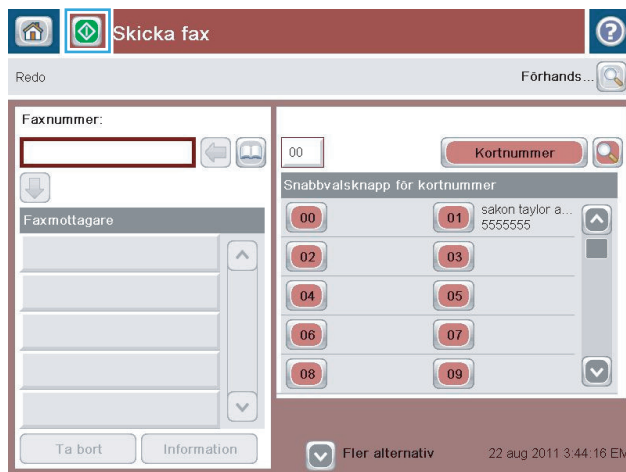 Skicka fax
Redo
Förhands...
Faxnummer:
00
Kortnummer
Snabbvalsknapp för kortnummer
Faxmottagare
00
01
sakon taylor a...
5555555
02
03
04
05
06
07
08
09
Ta bort
Information
Fler alternativ
22 aug 2011 3:44:16 EM